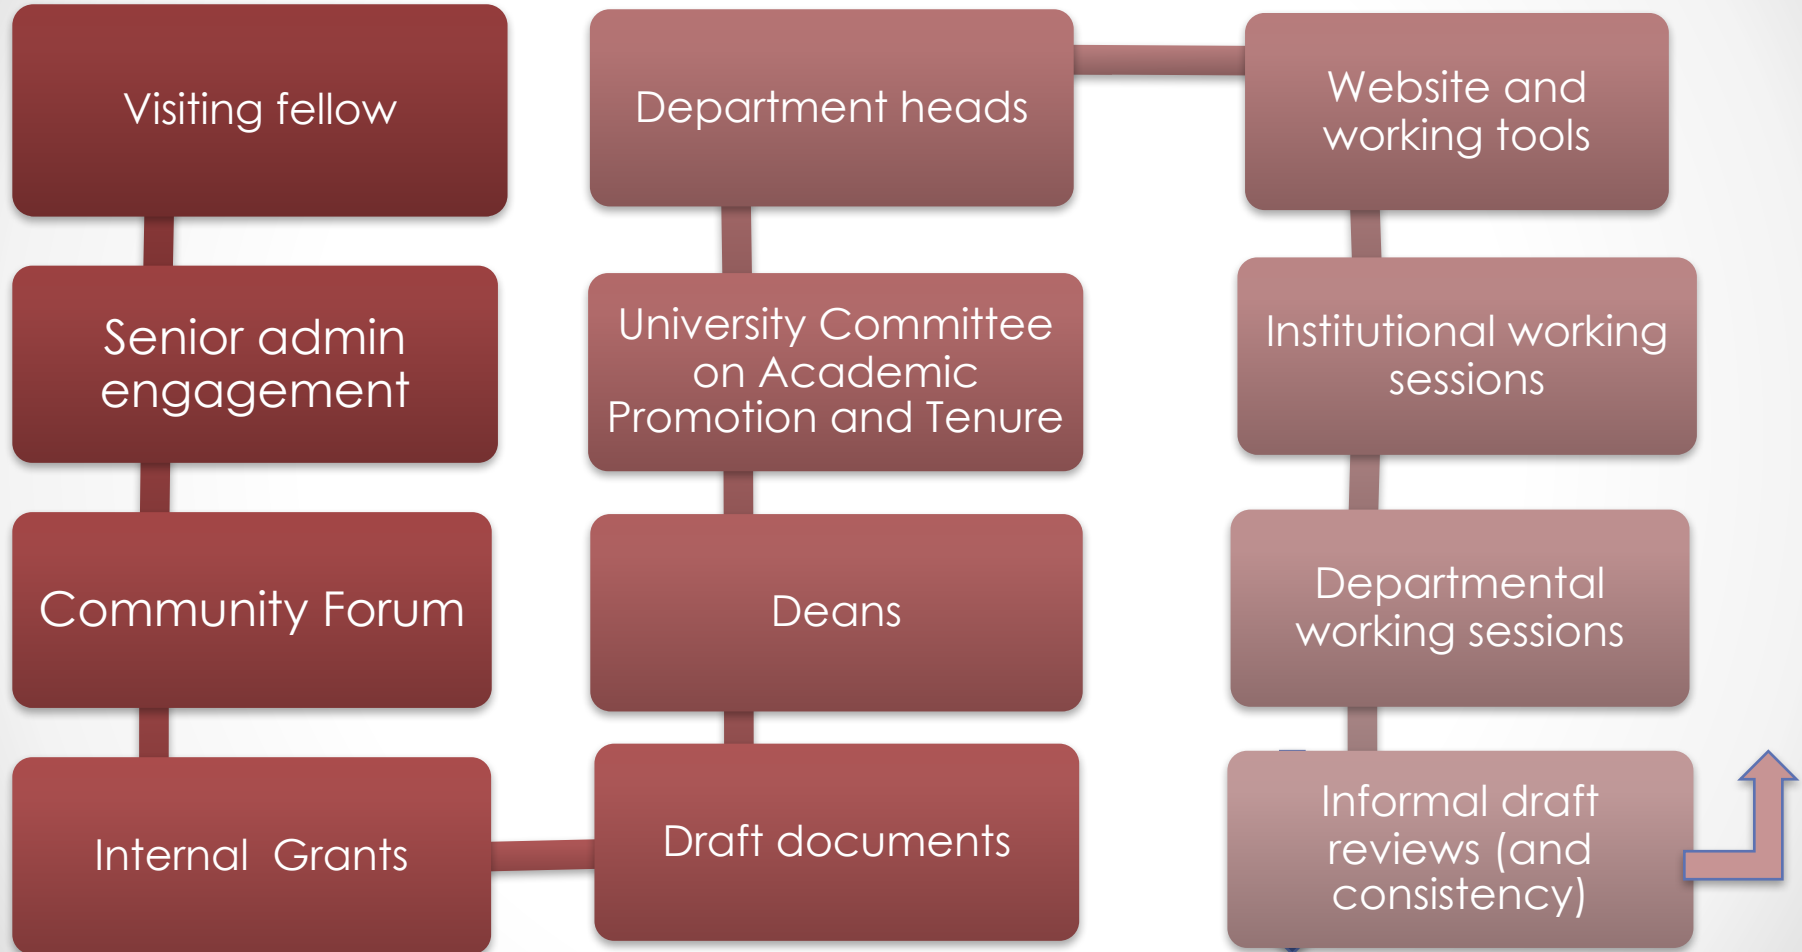 Visiting fellow
Senior admin
engagement
Community Forum
Internal  Grants
Draft documents
Deans
University Committee
on Academic
Promotion and Tenure
Department heads
Website and
working tools
Institutional working
sessions
Departmental
working sessions
Informal draft
reviews (and
consistency)